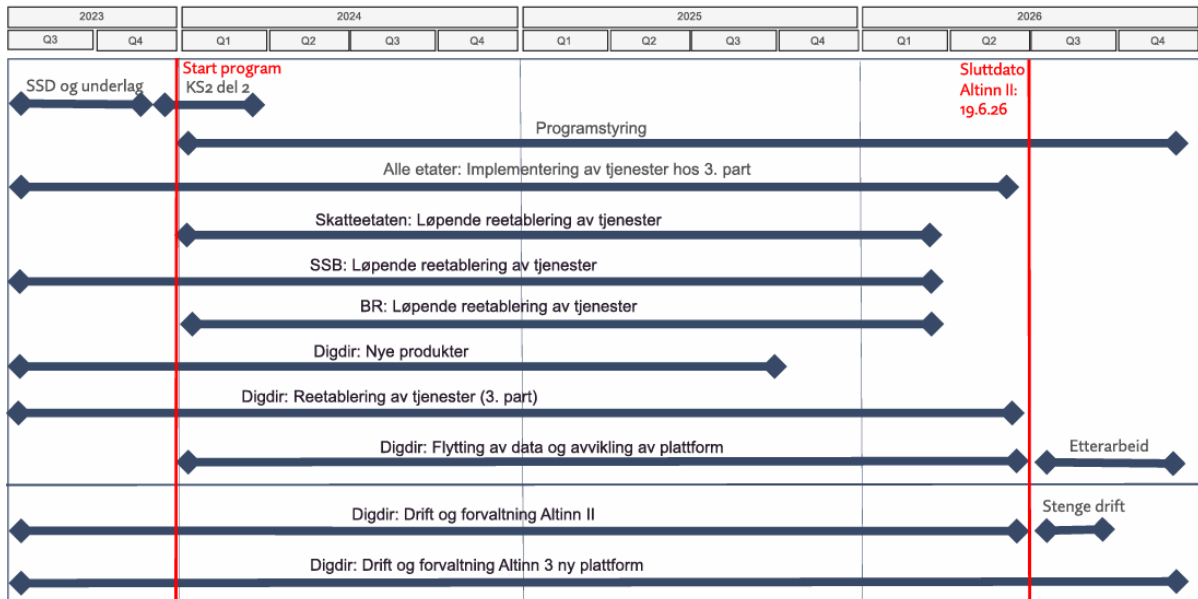 2023 2024 2025 2026
Q3 Q4 Q1 Q2 Q3 Q4 Q1 Q2 Q3 Q4 Q1 Q2 Q3 Q4
Start program
SSD og underlag
KS2 del 2
Sluttdato
Altinn II:
19.6.26
Programstyring
Alle etater: Implementering av tjenester hos 3. part
Skatteetaten: Løpende reetablering av tjenester
SSB: Løpende reetablering av tjenester
BR: Løpende reetablering av tjenester
Digdir: Nye produkter
Digdir: Reetablering av tjenester (3. part)
Digdir: Flytting av data og avvikling av plattform
Etterarbeid
Digdir: Drift og forvaltning Altinn II
Stenge drift
Digdir: Drift og forvaltning Altinn 3 ny plattform